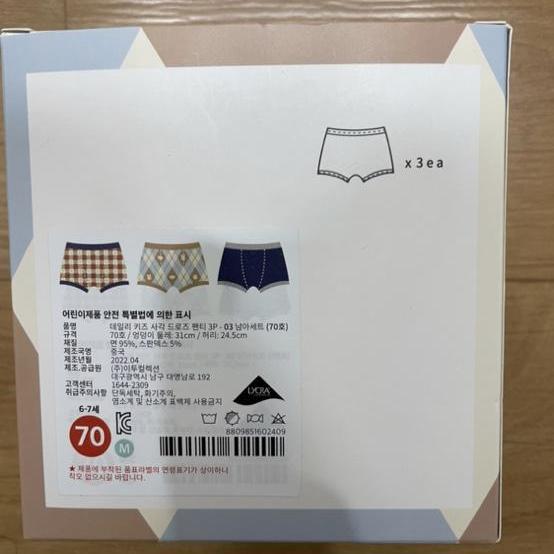 x 3ea
어린이제품 안전 특별법에 의한 표시
품명 데일리 키즈 사각 드로즈 팬티 3P - 03 남아세트 (70호)
규격 70호 / 엉덩이 둘레: 31cm / 허리: 24.5cm
재질 면 95%, 스판덱스 5%
제조국명 중국
제조년월 2022.04
제조.공급원 (주)이투컬렉션
대구광역시 남구 대명남로 192
고객센터 1644-2309
취급주의사항 단독세탁, 화기주의,
염소계 및 산소계 표백제 사용금지
LYCRA
6-7세
70
KC
M
8809851602409
★ 제품에 부착된 품표라벨의 연령표기가 상이하니
착오 없으시길 바랍니다.